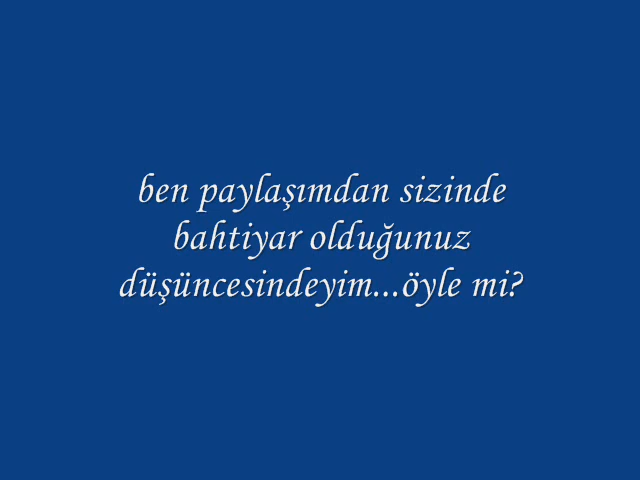 ben paylaşımdan sizinde
bahtiyar olduğunuz
düşüncesindeyim...öyle mi?